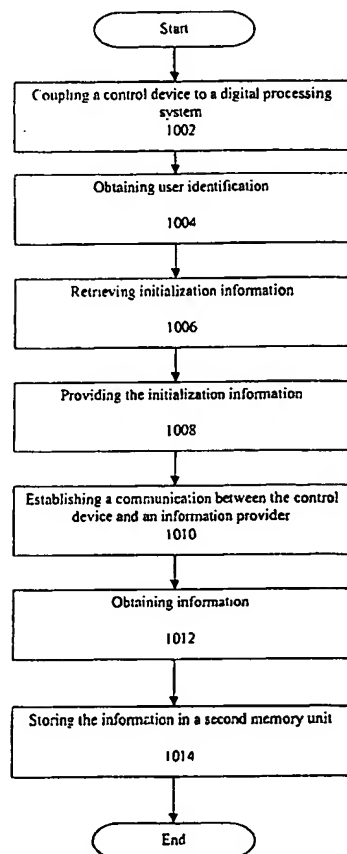 Start
Coupling a control device to a digital processing
system
1002
Obtaining user identification
1004
Retrieving initialization information
1006
Providing the initialization information
1008
Establishing a communication between the control
device and an information provider
1010
Obtaining information
1012
Storing the information in a second memory unit
1014
End